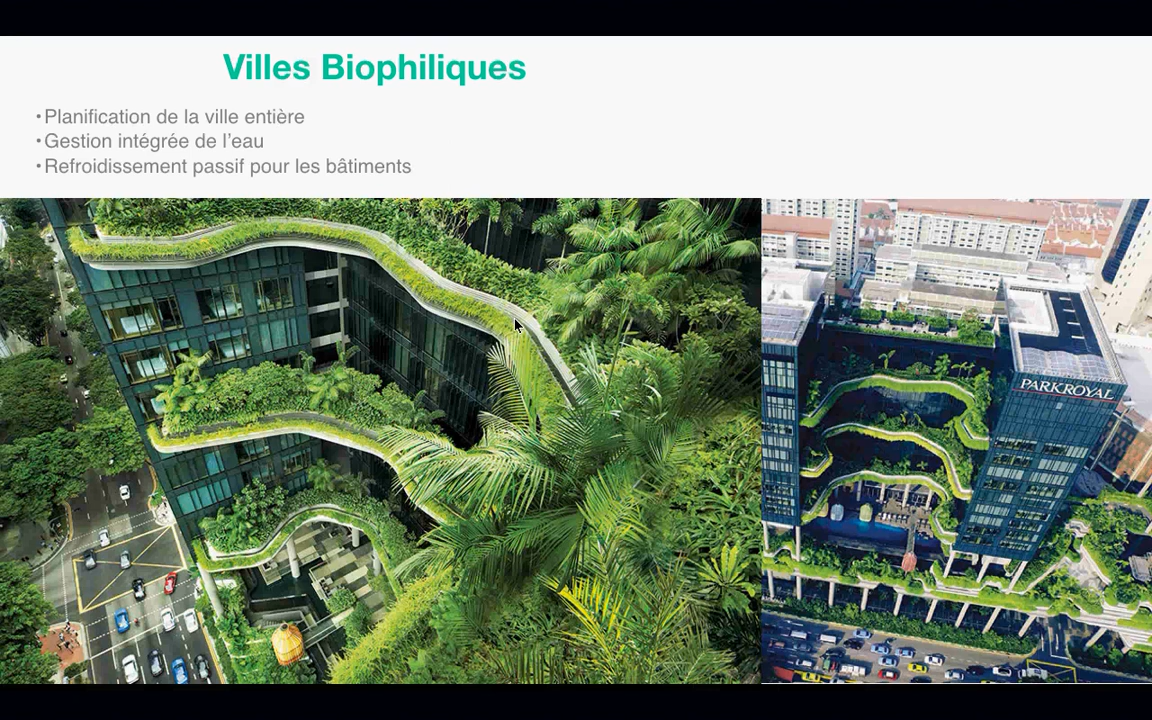 Villes Biophiliques
•Planification de la ville entière
•Gestion intégrée de l’eau
•Refroidissement passif pour les bâtiments
PARKROYAL